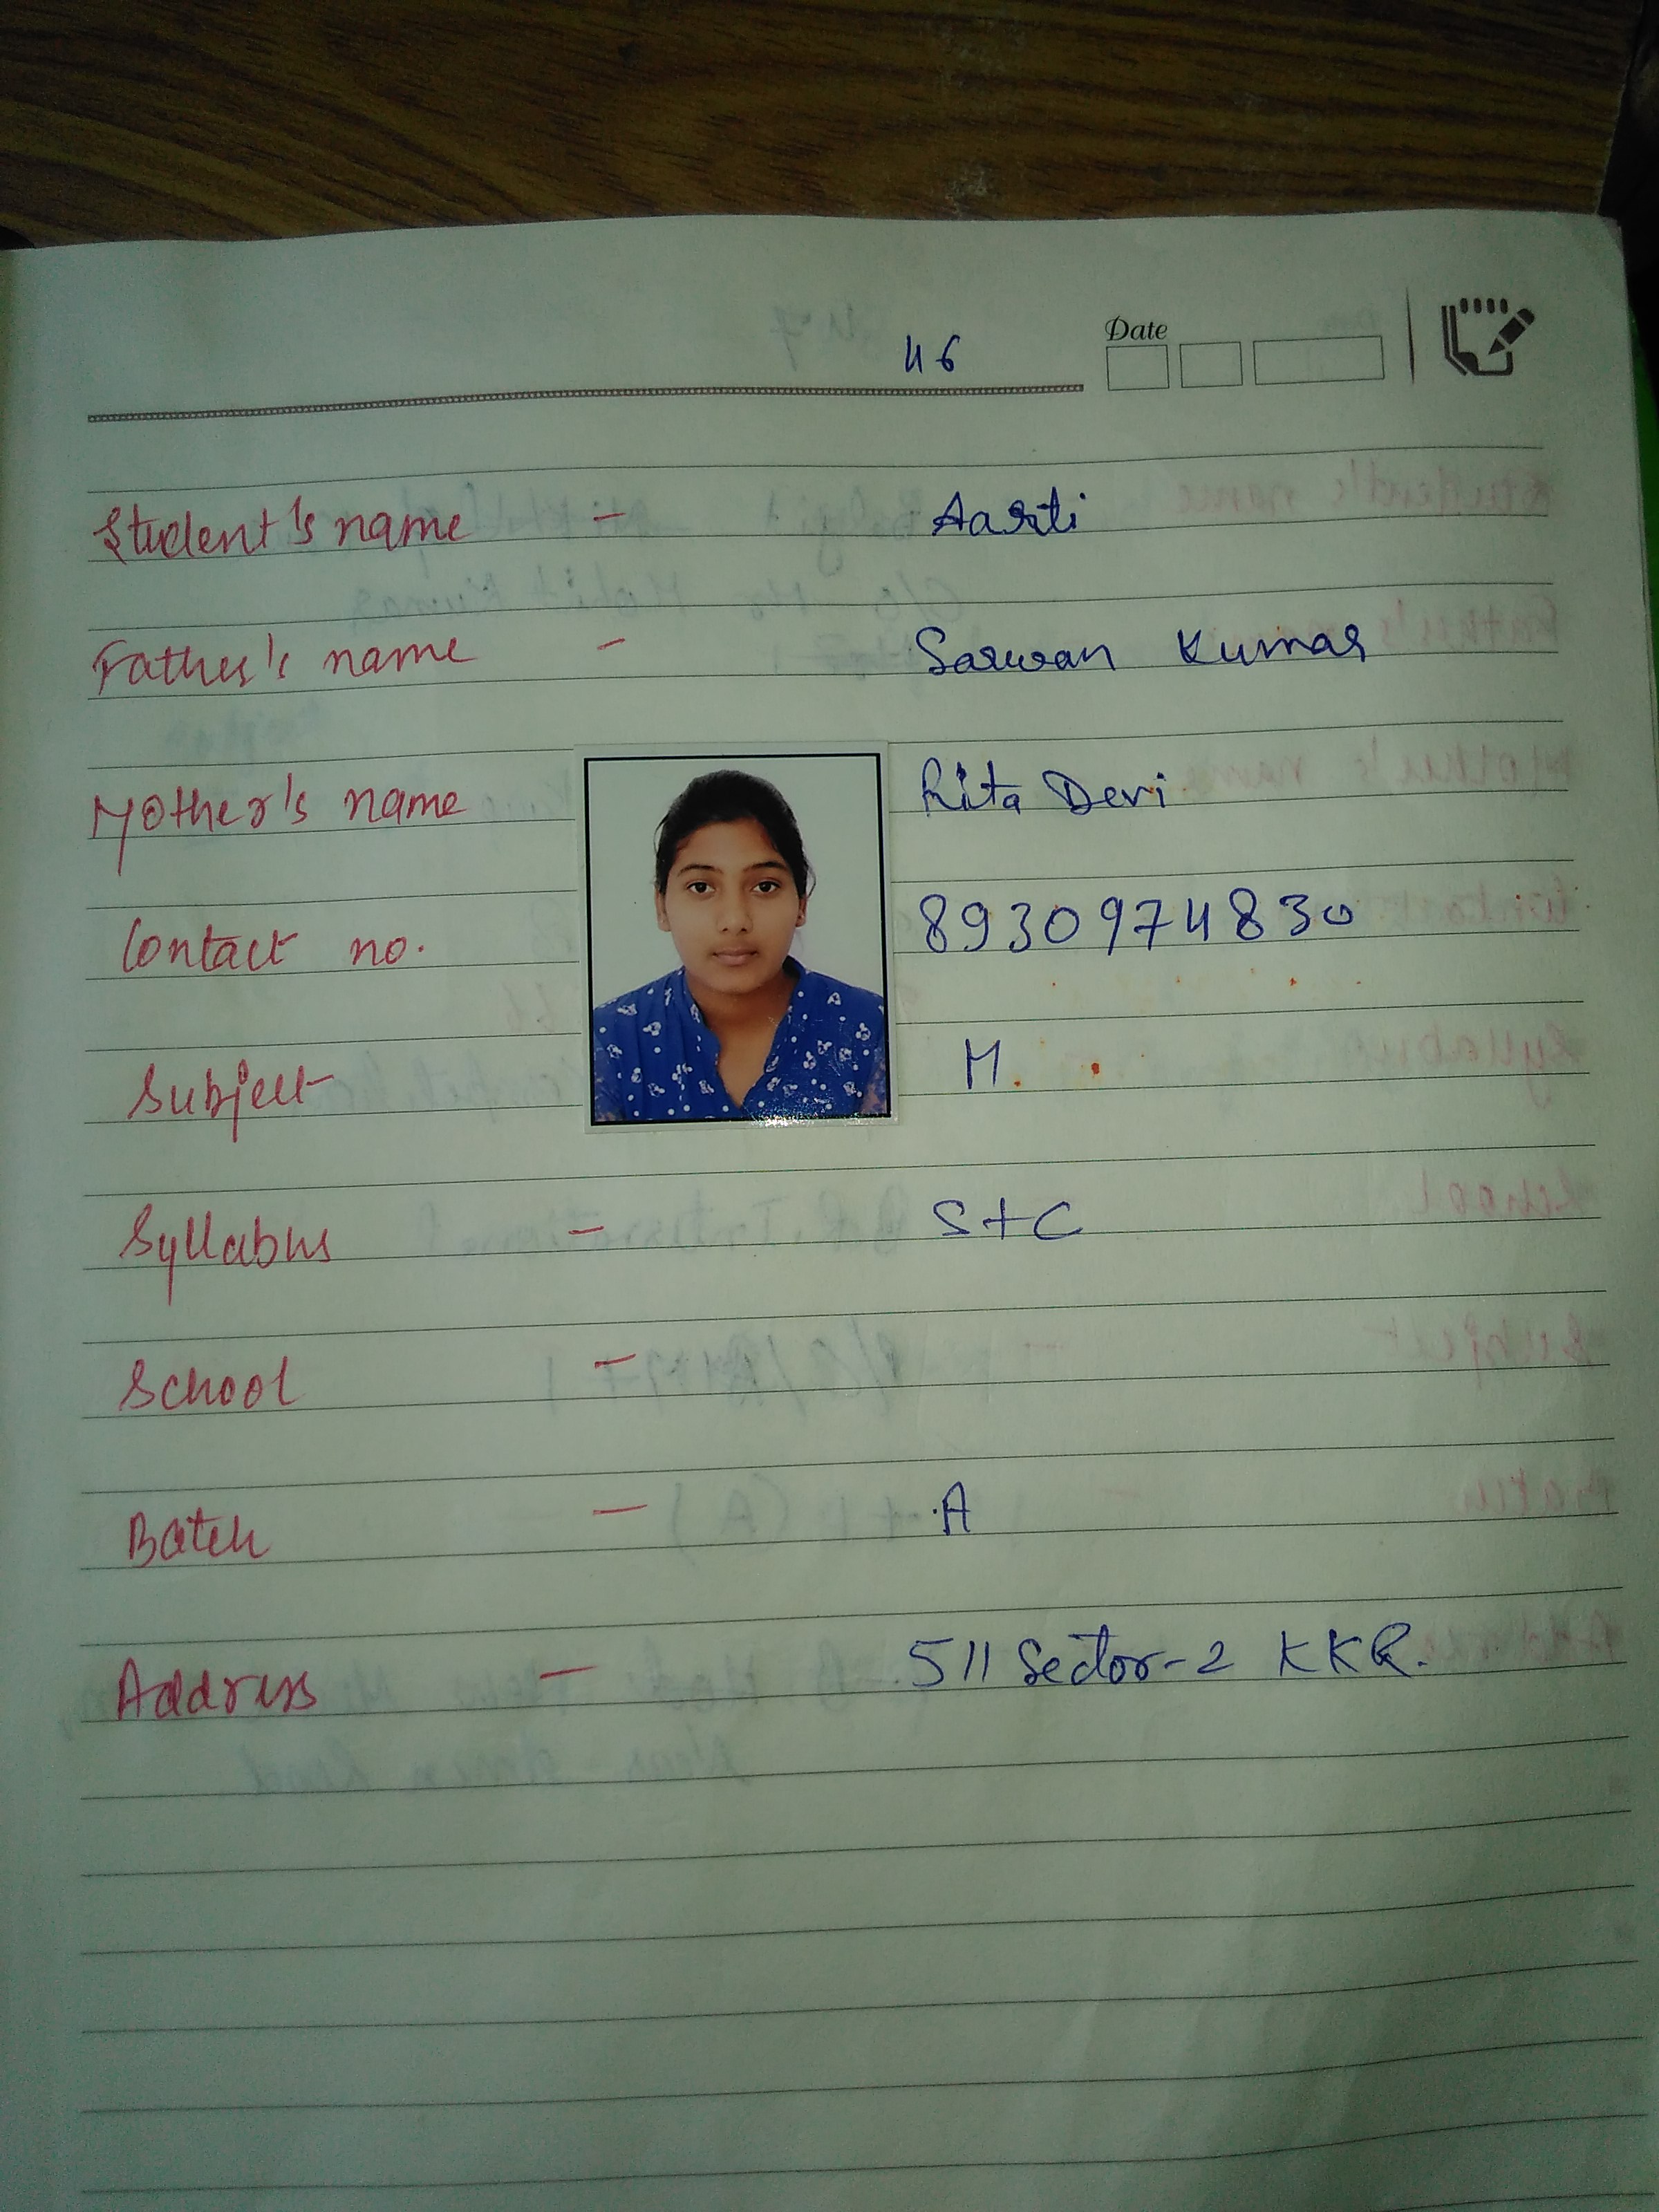 46
Date
Student's name - Aarti
Father's name - Sarwan Kumar
Mother's name Rita Devi
Contact no. 8930974830
Subject M.
Syllabus - S+C
School -
Batch - A
Address - 511 Sector-2 KKR.